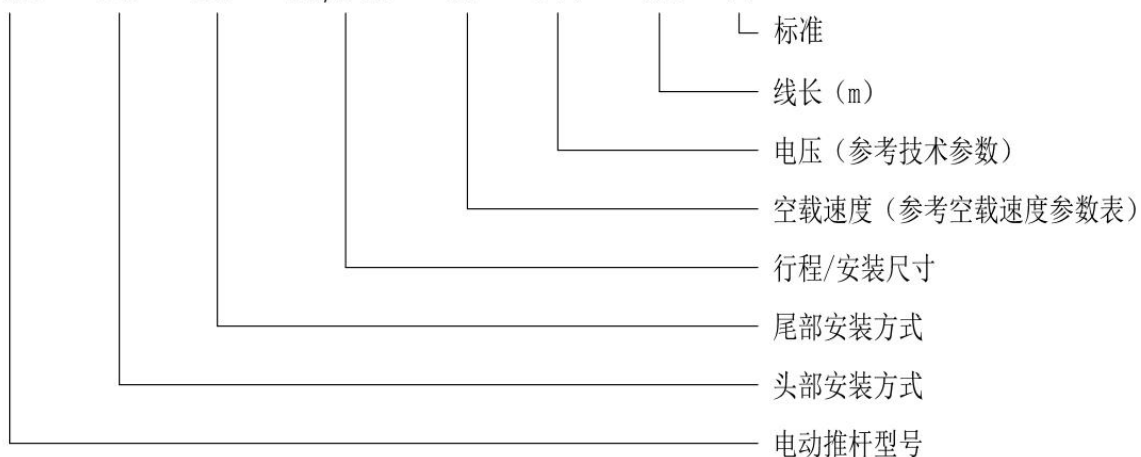 标准
线长（m）
电压（参考技术参数）
空载速度（参考空载速度参数表）
行程/安装尺寸
尾部安装方式
头部安装方式
电动推杆型号